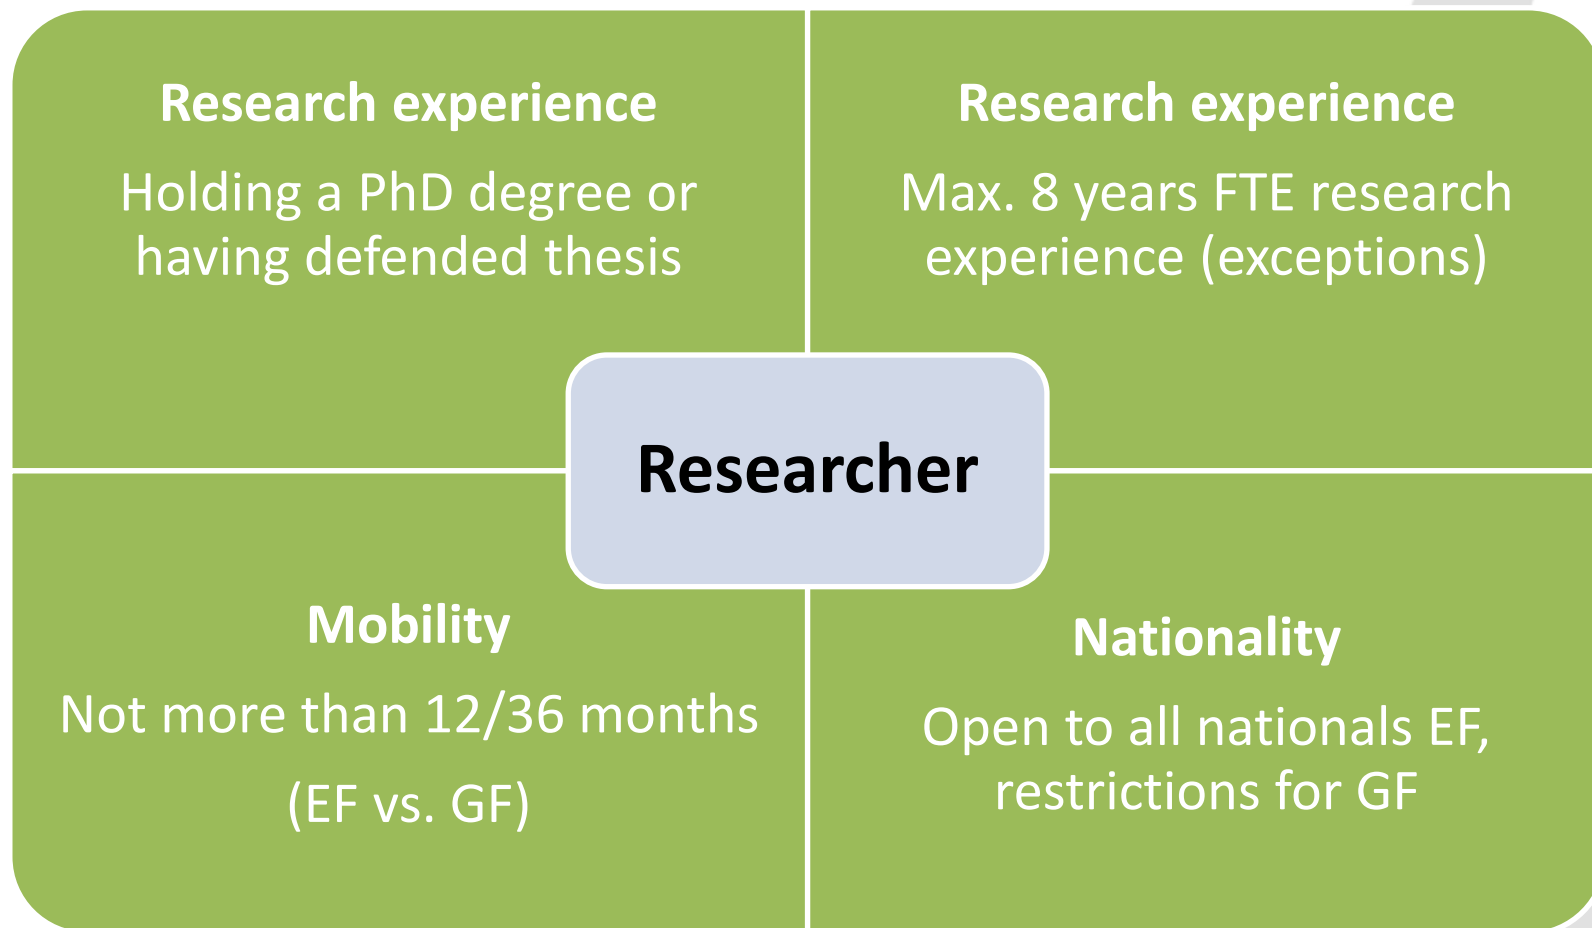 Research experience
Holding a PhD degree or
having defended thesis
Research experience
Max. 8 years FTE research
experience (exceptions)
Researcher
Mobility
Not more than 12/36 months
(EF vs. GF)
Nationality
Open to all nationals EF,
restrictions for GF